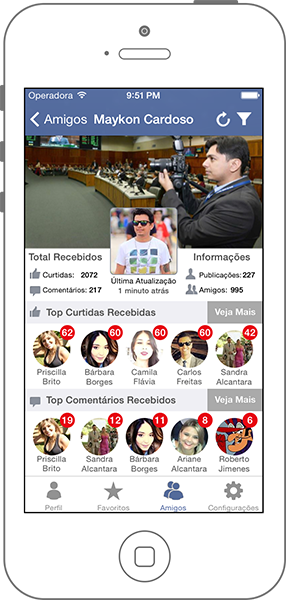 Operadora 9:51 PM
Amigos Maykon Cardoso
Total Recebidos Informações
Curtidas: 2072 Publicações: 227
Última Atualização
Comentários: 217 1 minuto atrás Amigos: 995
Top Curtidas Recebidas Veja Mais
62 60 60 60 42
Priscilla Bárbara Camila Carlos Sandra
Brito Borges Flávia Freitas Alcantara
Top Comentários Recebidos Veja Mais
19 12 11 8 6
Priscilla Sandra Bárbara Ariane Roberto
Brito Alcantara Borges Alcantara Jimenes
Perfil Favoritos Amigos Configurações